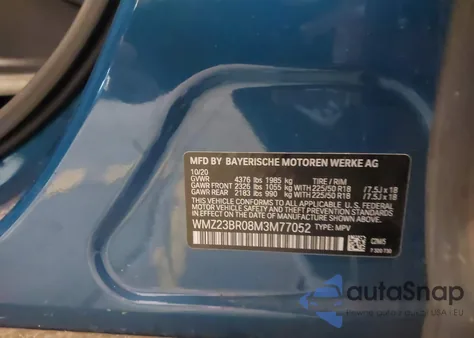 MFD BY BAYERISCHE MOTOREN WERKE AG
10/20
GVWR 4376 lbs 1985 kg TIRE / RIM
GAWR FRONT 2326 lbs 1055 kg WITH 225/50 R18 /7.5J x 18
GAWR REAR 2183 lbs 990 kg WITH 225/50 R18 /7.5J x 18
THIS VEHICLE CONFORMS TO ALL APPLICABLE U.S. FEDERAL
MOTOR VEHICLE SAFETY STANDARDS IN EFFECT ON THE
DATE OF MANUFACTURE SHOWN ABOVE.
WMZ23BR08M3M77052 TYPE: MPV
autoSnap